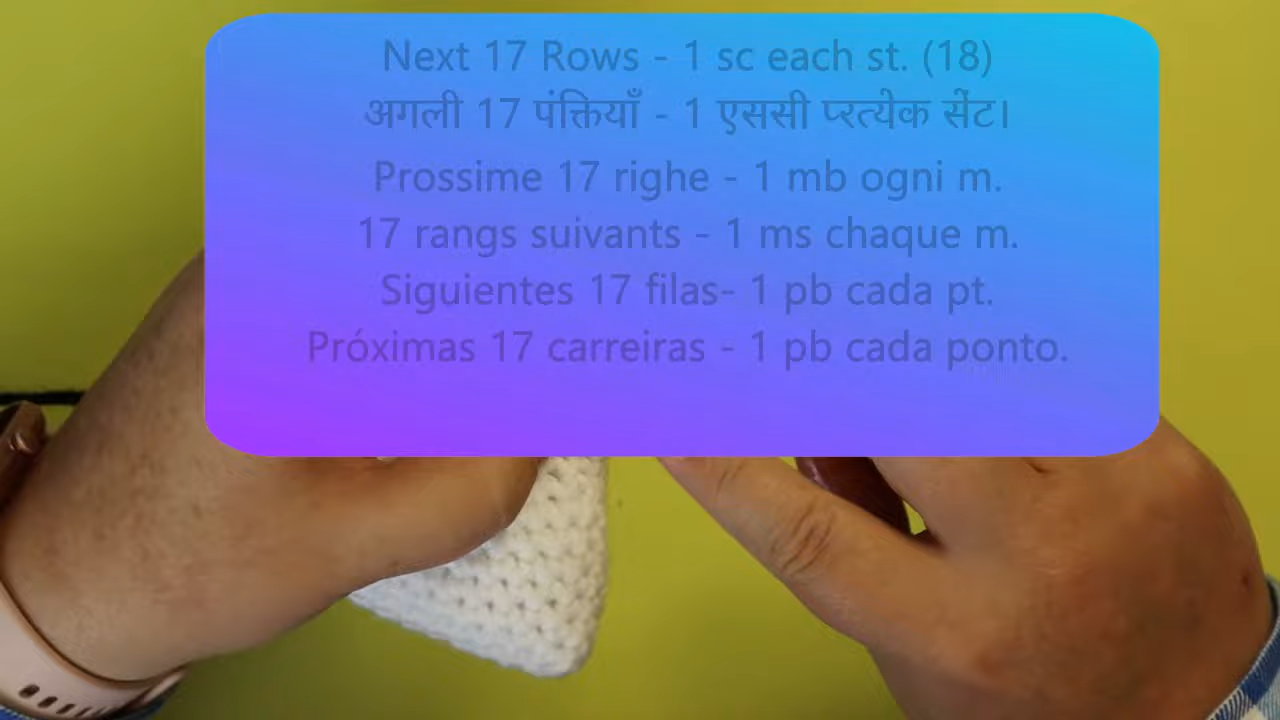 Next 17 Rows - 1 sc each st. (18)
अगली 17 पंक्तियाँ - 1 एससी प्रत्येक सेंट।
Prossime 17 righe - 1 mb ogni m.
17 rangs suivants - 1 ms chaque m.
Siguientes 17 filas- 1 pb cada pt.
Próximas 17 carreiras - 1 pb cada ponto.